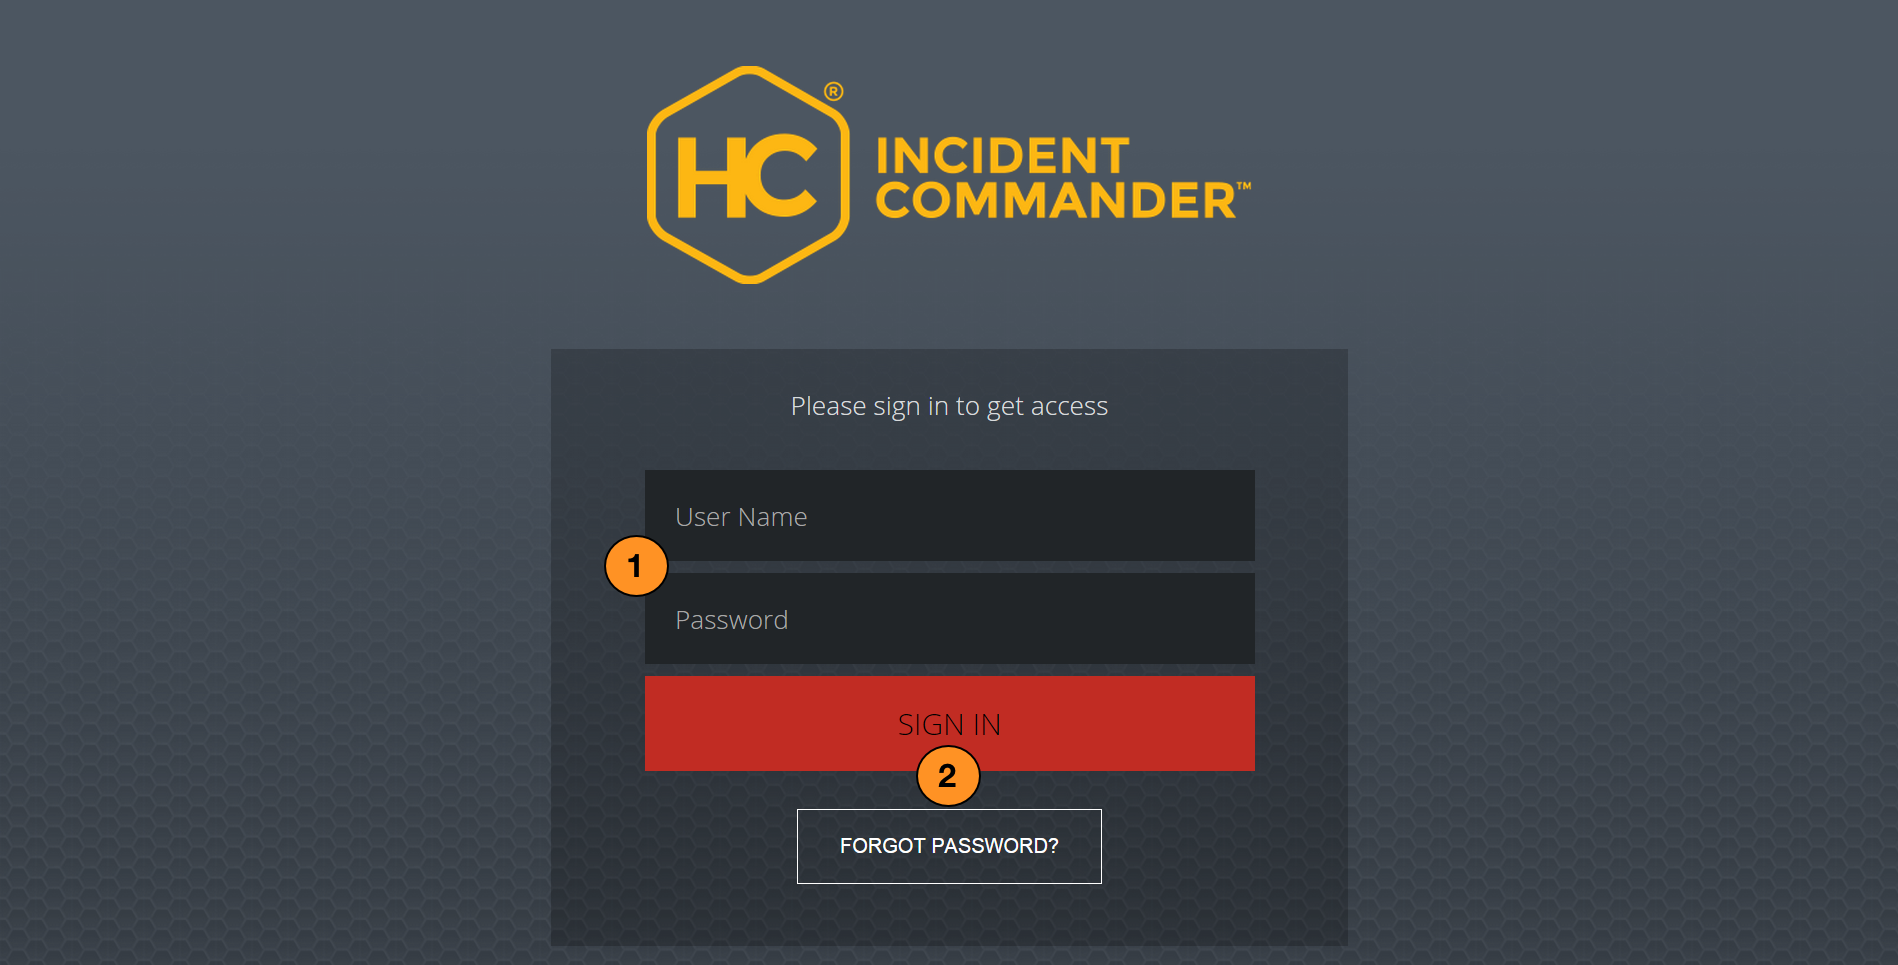 HC®
INCIDENT
COMMANDER™
Please sign in to get access
User Name
1
Password
SIGN IN
2
FORGOT PASSWORD?